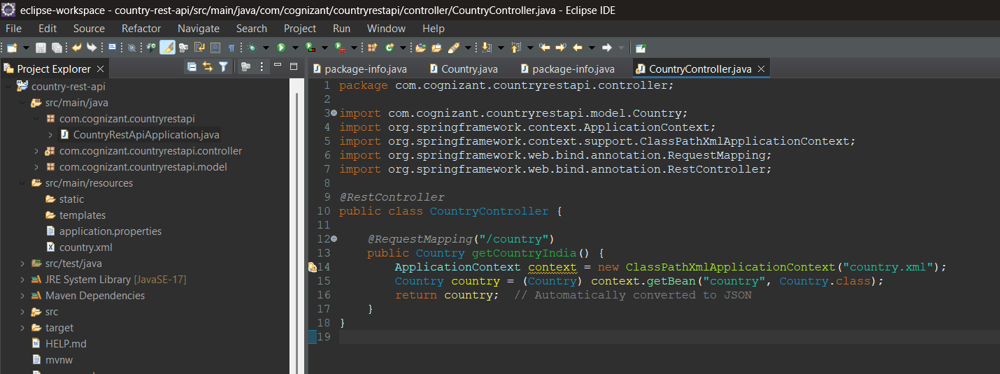 eclipse-workspace - country-rest-api/src/main/java/com/cognizant/countryrestapi/controller/CountryController.java - Eclipse IDE
File Edit Source Refactor Navigate Search Project Run Window Help
Project Explorer
country-rest-api
src/main/java
com.cognizant.countryrestapi
CountryRestApiApplication.java
com.cognizant.countryrestapi.controller
com.cognizant.countryrestapi.model
src/main/resources
static
templates
application.properties
country.xml
src/test/java
JRE System Library [JavaSE-17]
Maven Dependencies
src
target
HELP.md
mvnw
package-info.java Country.java package-info.java CountryController.java
1 package com.cognizant.countryrestapi.controller;
2
3 import com.cognizant.countryrestapi.model.Country;
4 import org.springframework.context.ApplicationContext;
5 import org.springframework.context.support.ClassPathXmlApplicationContext;
6 import org.springframework.web.bind.annotation.RequestMapping;
7 import org.springframework.web.bind.annotation.RestController;
8
9 @RestController
10 public class CountryController {
11
12 @RequestMapping("/country")
13 public Country getCountryIndia() {
14 ApplicationContext context = new ClassPathXmlApplicationContext("country.xml");
15 Country country = (Country) context.getBean("country", Country.class);
16 return country; // Automatically converted to JSON
17 }
18 }
19